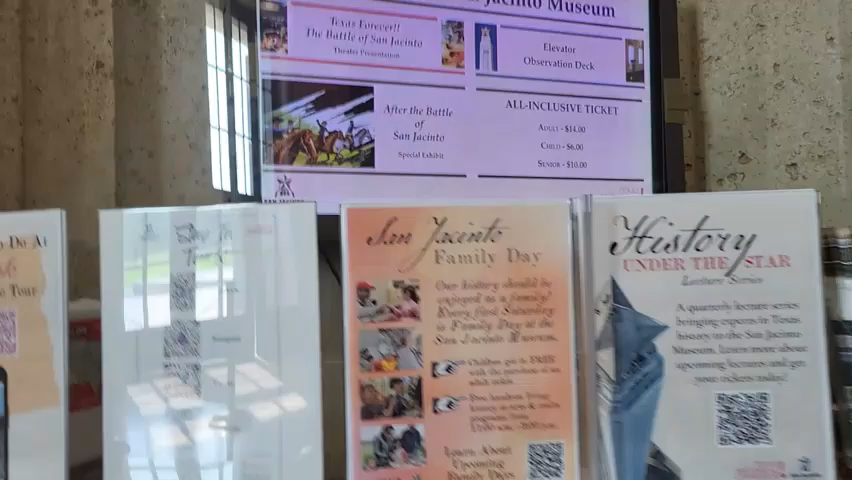 Jacinto Museum
Texas Forever!!
The Battle of San Jacinto
Theater Presentation
Elevator
Observation Deck
After the Battle
of
San Jacinto
Special Exhibit
ALL-INCLUSIVE TICKET
ADULT - $14.00
CHILD - $6.00
SENIOR - $10.00
Do At
Tour
San Jacinto
Family Day
Our history should be
enjoyed as a family!
Every first Saturday
is Family Day at the
San Jacinto Museum.
Children get in FREE
with the purchase of an
adult ticket
Learn About
Upcoming
Family Days
History
UNDER THE STAR
Lecture Series
A quarterly lecture series
bringing experts in Texas
history to the San Jacinto
Museum. Learn more about
upcoming lectures and get
your tickets today!